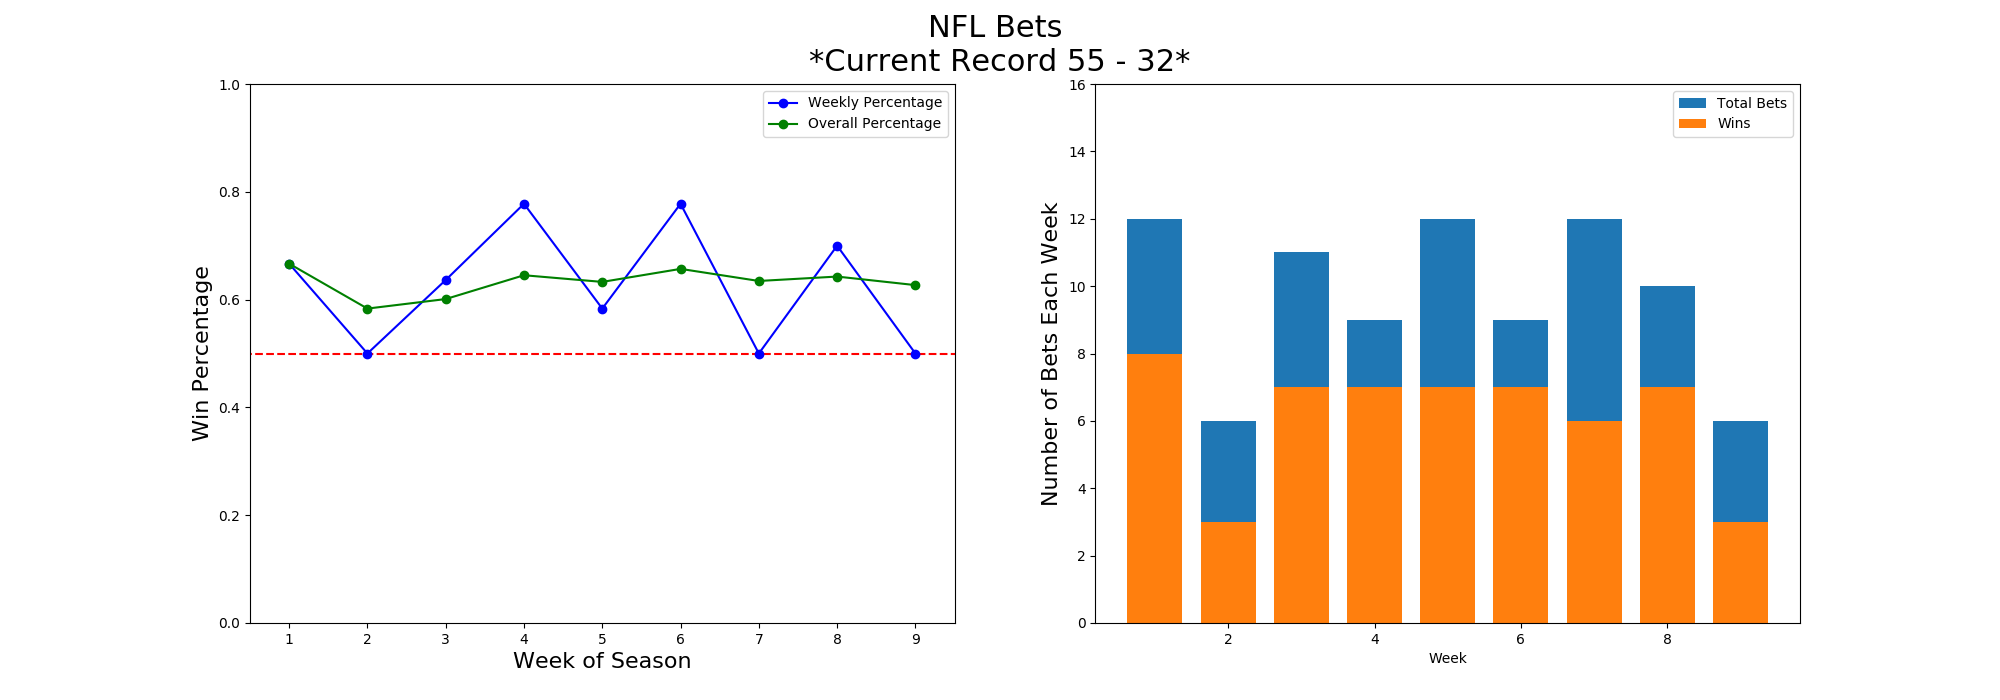 NFL Bets
*Current Record 55 - 32*
Win Percentage
1.0
0.8
0.6
0.4
0.2
0.0
Weekly Percentage
Overall Percentage
1 2 3 4 5 6 7 8 9
Week of Season
Number of Bets Each Week
16
14
12
10
8
6
4
2
0
Total Bets
Wins
2 4 6 8
Week